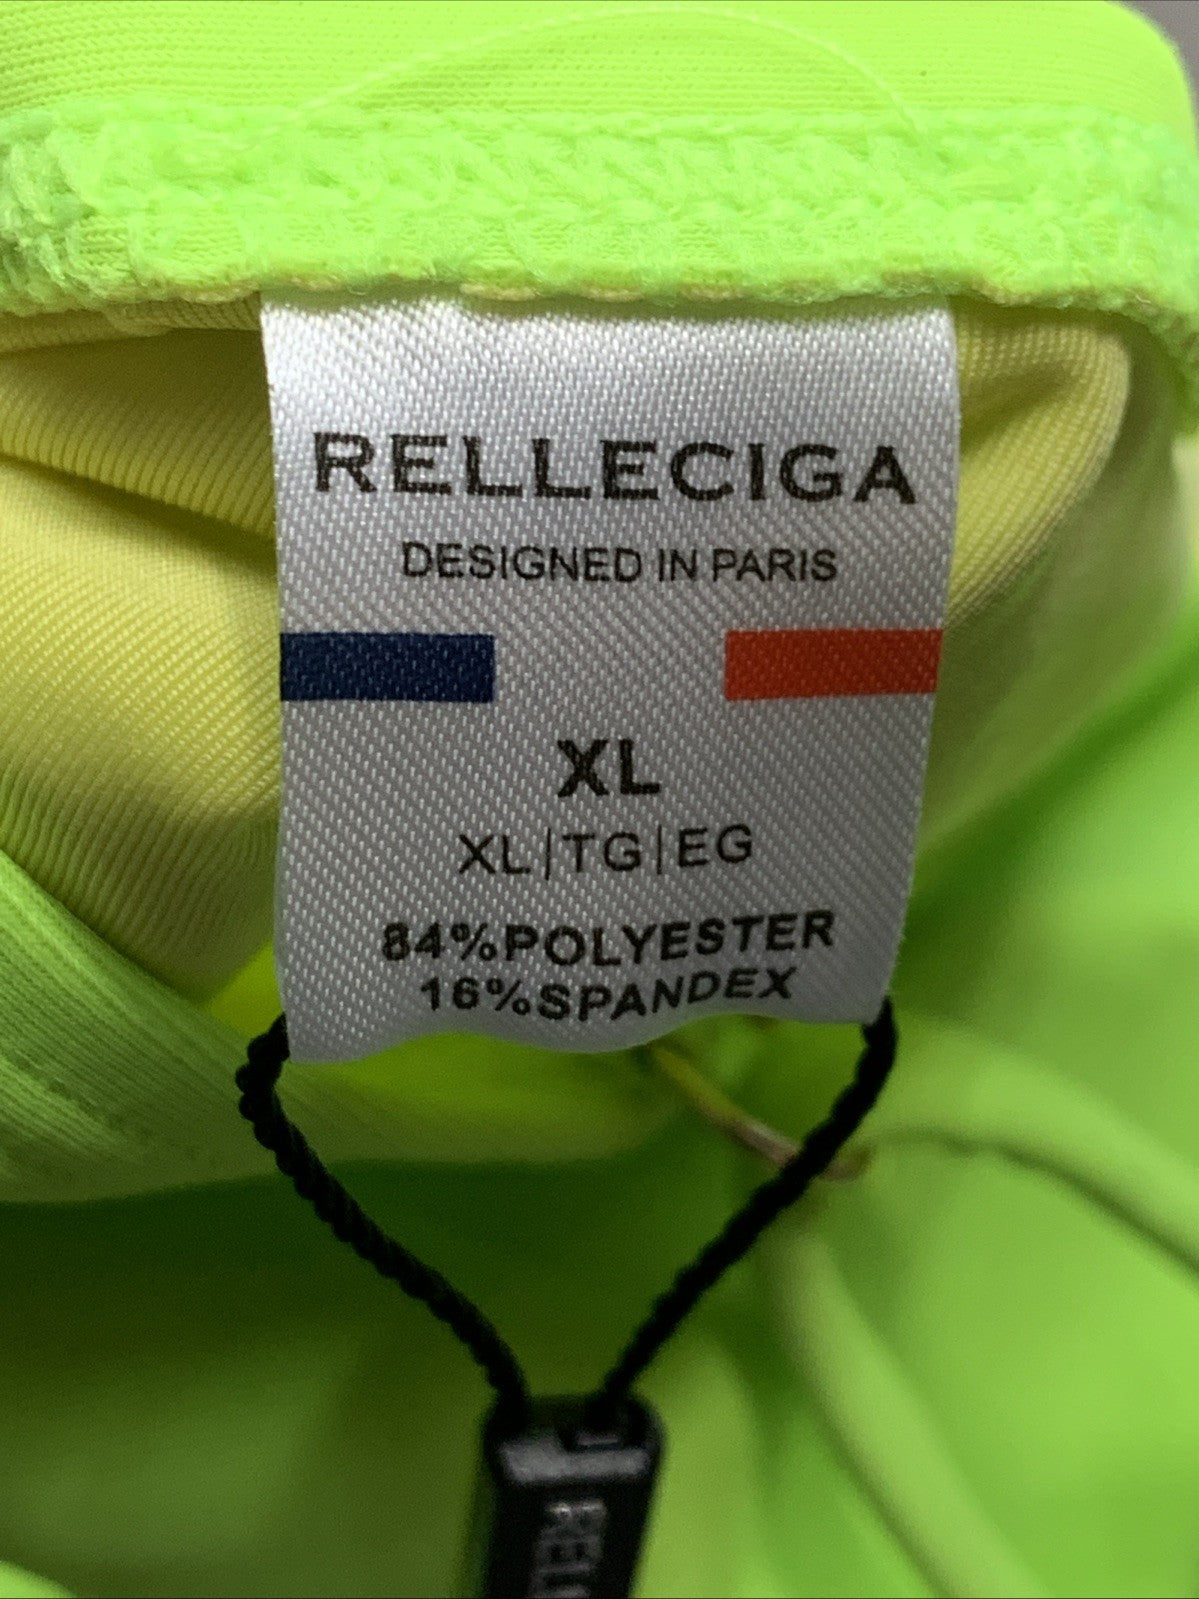 RELLECIGA
DESIGNED IN PARIS
XL
XL|TG|EG
84%POLYESTER
16%SPANDEX